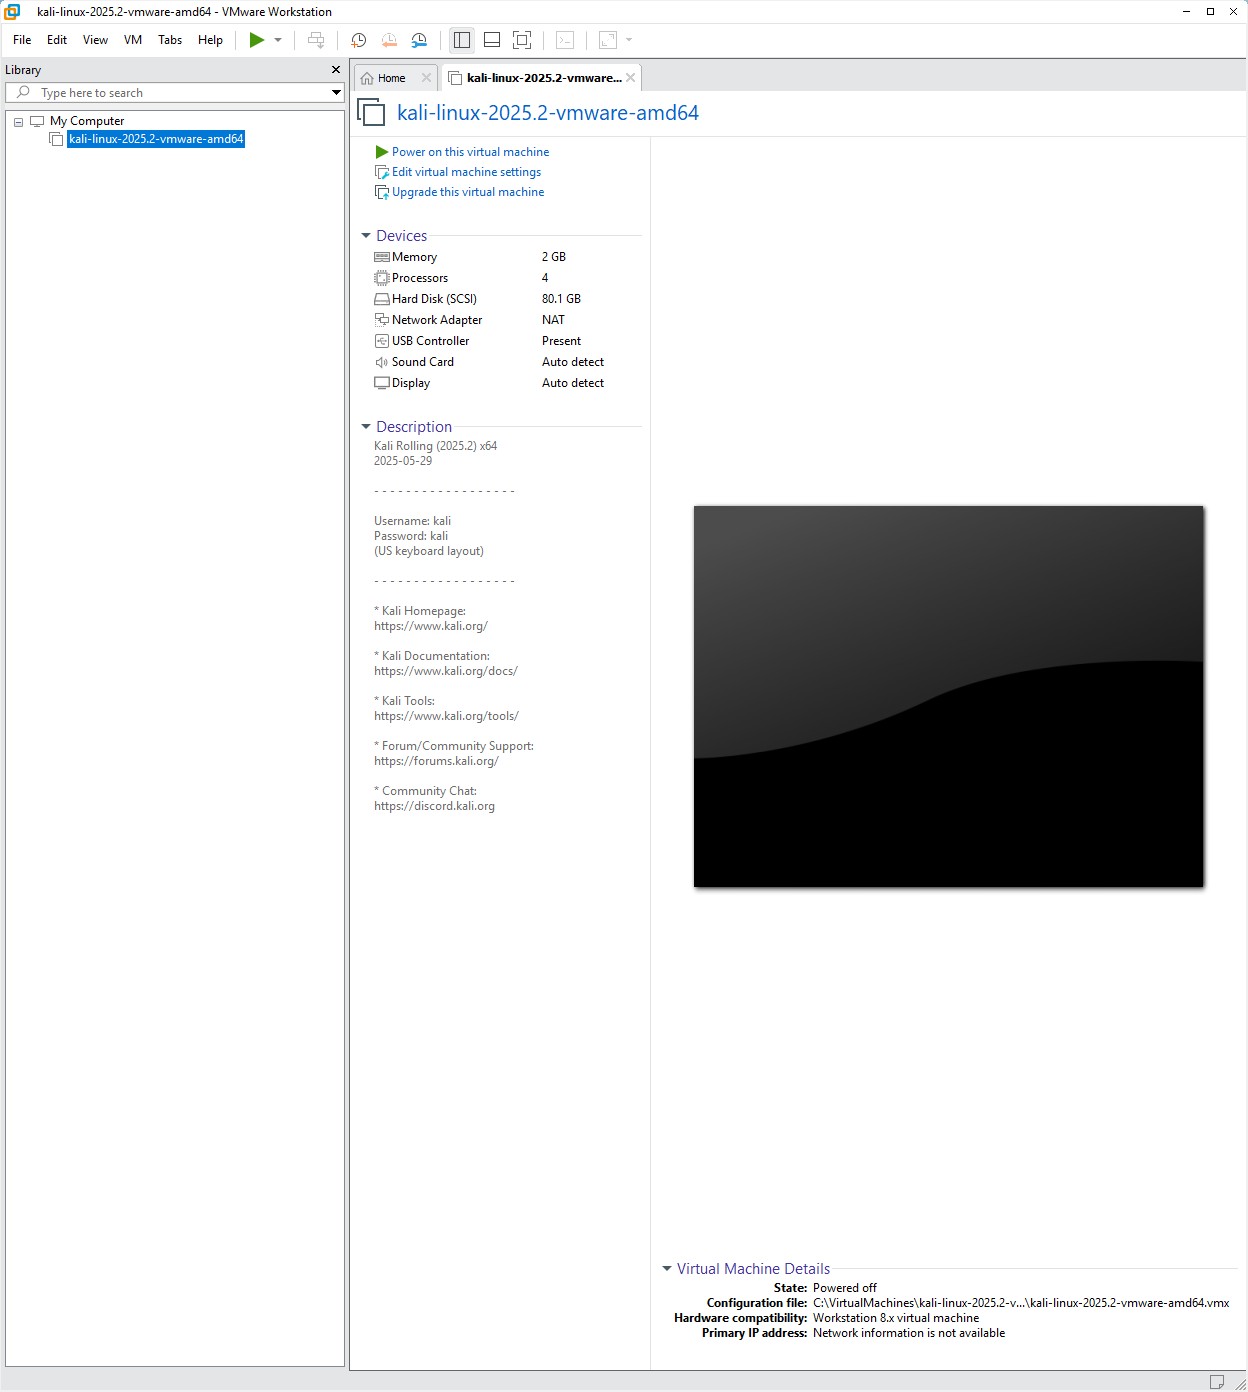 kali-linux-2025.2-vmware-amd64 - VMware Workstation
File Edit View VM Tabs Help
Library
Type here to search
My Computer
kali-linux-2025.2-vmware-amd64
Home
kali-linux-2025.2-vmware...
kali-linux-2025.2-vmware-amd64
Power on this virtual machine
Edit virtual machine settings
Upgrade this virtual machine
Devices
Memory 2 GB
Processors 4
Hard Disk (SCSI) 80.1 GB
Network Adapter NAT
USB Controller Present
Sound Card Auto detect
Display Auto detect
Description
Kali Rolling (2025.2) x64
2025-05-29
- - - - - - - - - - - - - - - - - -
Username: kali
Password: kali
(US keyboard layout)
- - - - - - - - - - - - - - - - - -
* Kali Homepage:
https://www.kali.org/
* Kali Documentation:
https://www.kali.org/docs/
* Kali Tools:
https://www.kali.org/tools/
* Forum/Community Support:
https://forums.kali.org/
* Community Chat:
https://discord.kali.org
Virtual Machine Details
State: Powered off
Configuration file: C:\VirtualMachines\kali-linux-2025.2-v...\kali-linux-2025.2-vmware-amd64.vmx
Hardware compatibility: Workstation 8.x virtual machine
Primary IP address: Network information is not available